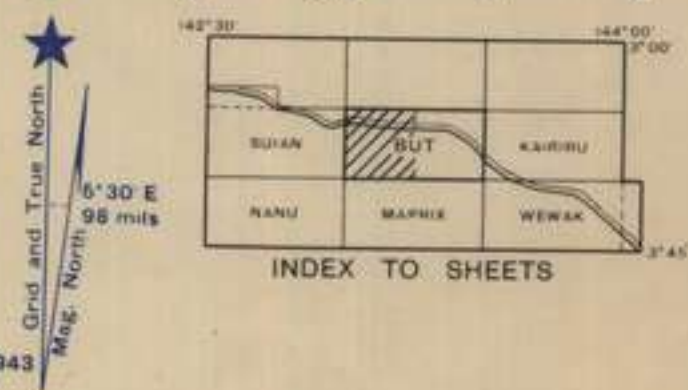 Grid and True North
Mag. North
5°30 E
98 mils
943
142°30'
144°00'
3°00'
SUIAN
BUT
KAIRIRU
NANU
MAPRIK
WEWAK
3°45
INDEX TO SHEETS